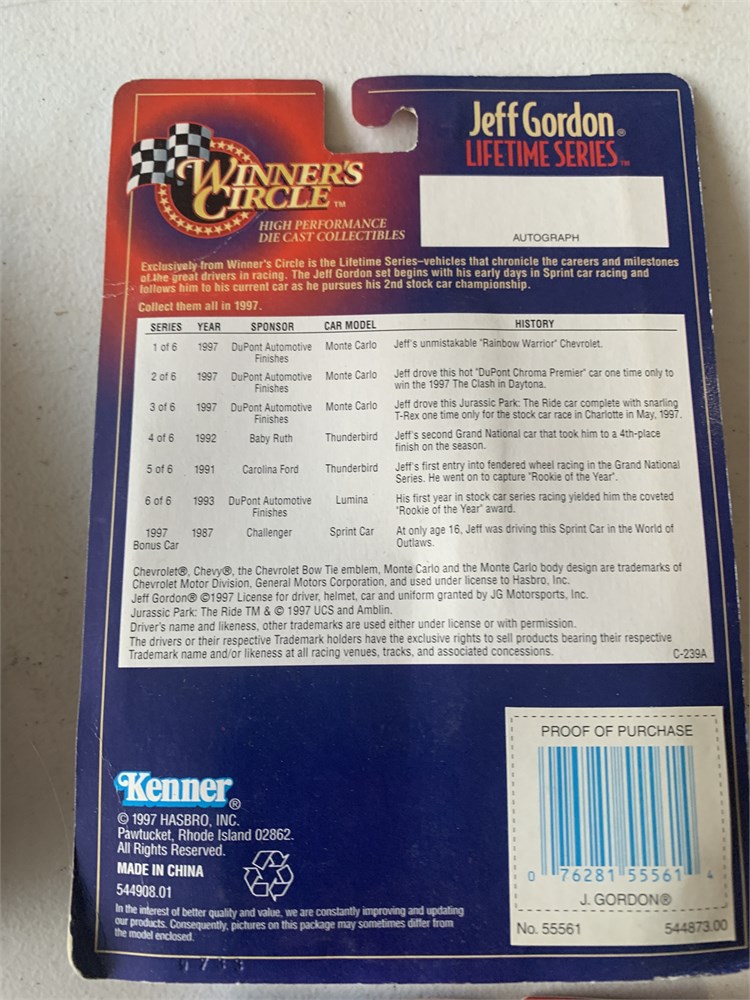 WINNER'S
CIRCLE TM
HIGH PERFORMANCE
DIE CAST COLLECTIBLES
Jeff Gordon®
LIFETIME SERIES TM
AUTOGRAPH
Exclusively from Winner's Circle is the Lifetime Series-vehicles that chronicle the careers and milestones
of the great drivers in racing. The Jeff Gordon set begins with his early days in Sprint car racing and
follows him to his current car as he pursues his 2nd stock car championship.
Collect them all in 1997.
SERIES YEAR SPONSOR CAR MODEL HISTORY
1 of 6 1997 DuPont Automotive Finishes Monte Carlo Jeff's unmistakable "Rainbow Warrior" Chevrolet.
2 of 6 1997 DuPont Automotive Finishes Monte Carlo Jeff drove this hot "DuPont Chroma Premier" car one time only to
win the 1997 The Clash in Daytona.
3 of 6 1997 DuPont Automotive Finishes Monte Carlo Jeff drove this Jurassic Park: The Ride car complete with snarling
T-Rex one time only for the stock car race in Charlotte in May, 1997.
4 of 6 1992 Baby Ruth Thunderbird Jeff's second Grand National car that took him to a 4th-place
finish on the season.
5 of 6 1991 Carolina Ford Thunderbird Jeff's first entry into fendered wheel racing in the Grand National
Series. He went on to capture "Rookie of the Year".
6 of 6 1993 DuPont Automotive Finishes Lumina His first year in stock car series racing yielded him the coveted
"Rookie of the Year" award.
1997 Bonus Car 1987 Challenger Sprint Car At only age 16, Jeff was driving this Sprint Car in the World of
Outlaws.
Chevrolet®, Chevy®, the Chevrolet Bow Tie emblem, Monte Carlo and the Monte Carlo body design are trademarks of
Chevrolet Motor Division, General Motors Corporation, and used under license to Hasbro, Inc.
Jeff Gordon® ©1997 License for driver, helmet, car and uniform granted by JG Motorsports, Inc.
Jurassic Park: The Ride TM & © 1997 UCS and Amblin.
Driver's name and likeness, other trademarks are used either under license or with permission.
The drivers or their respective Trademark holders have the exclusive rights to sell products bearing their respective
Trademark name and/or likeness at all racing venues, tracks, and associated concessions. C-239A
Kenner®
© 1997 HASBRO, INC.
Pawtucket, Rhode Island 02862.
All Rights Reserved.
MADE IN CHINA
544908.01
In the interest of better quality and value, we are constantly improving and updating
our products. Consequently, pictures on this package may sometimes differ from
the model enclosed.
PROOF OF PURCHASE
0 76281 55561 4
J. GORDON®
No. 55561 544873.00